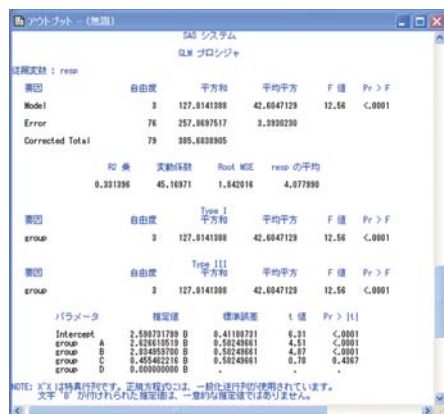 アウトプット - (無題)
SAS システム
GLM プロシジャ
従属変数 : resp
要因 自由度 平方和 平均平方 F 値 Pr > F
Model 3 127.8141388 42.6047129 12.56 <.0001
Error 76 257.8697517 3.3930230
Corrected Total 79 385.6838905
R2 乗 変動係数 Root MSE resp の平均
0.331396 45.16971 1.842016 4.077990
要因 自由度 Type I 平方和 平均平方 F 値 Pr > F
group 3 127.8141388 42.6047129 12.56 <.0001
要因 自由度 Type III 平方和 平均平方 F 値 Pr > F
group 3 127.8141388 42.6047129 12.56 <.0001
パラメータ 推定値 標準誤差 t 値 Pr > |t|
Intercept 2.598731799 B 0.41188731 6.31 <.0001
group A 2.626618519 B 0.58249661 4.51 <.0001
group B 2.834959700 B 0.58249661 4.87 <.0001
group C 0.455462216 B 0.58249661 0.78 0.4367
group D 0.000000000 B . . .
NOTE: X'X は特異行列です。正規方程式には、一般化逆行列が使用されています。
文字 'B' が付けられた推定値は、一意的な推定値ではありません。